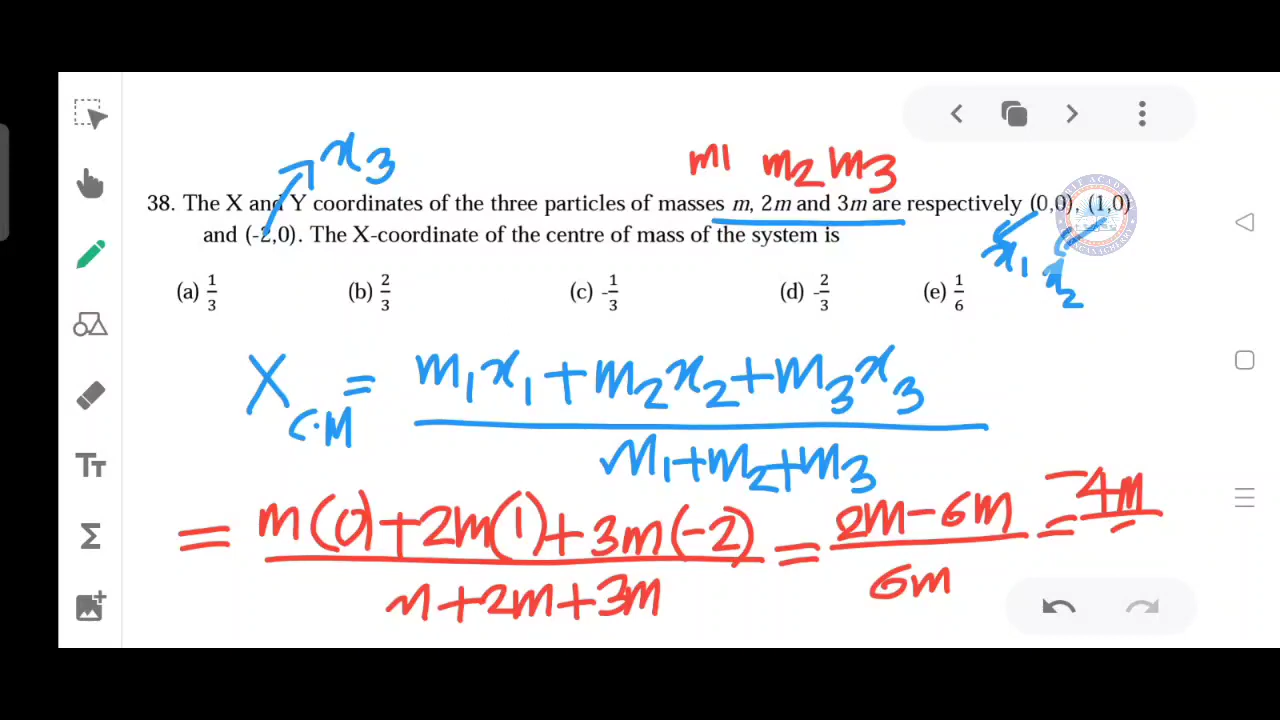 x3
m1 m2 m3
38. The X and Y coordinates of the three particles of masses m, 2m and 3m are respectively (0,0), (1,0)
and (-2,0). The X-coordinate of the centre of mass of the system is
x1
x2
(a) 1/3 (b) 2/3 (c) -1/3 (d) -2/3 (e) 1/6
X C.M = m1x1+m2x2+m3x3
m1+m2+m3
= m(0)+2m(1)+3m(-2) = 2m-6m = -4m
m+2m+3m 6m
Tт
Σ